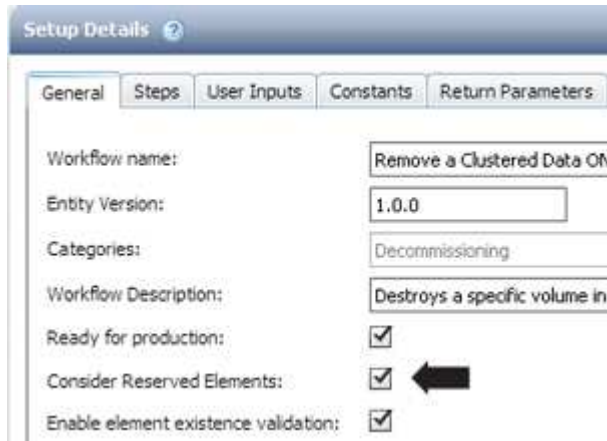 Setup Details ?
General Steps User Inputs Constants Return Parameters
Workflow name: Remove a Clustered Data ON
Entity Version: 1.0.0
Categories: Decommissioning
Workflow Description: Destroys a specific volume in
Ready for production:
Consider Reserved Elements:
Enable element existence validation: